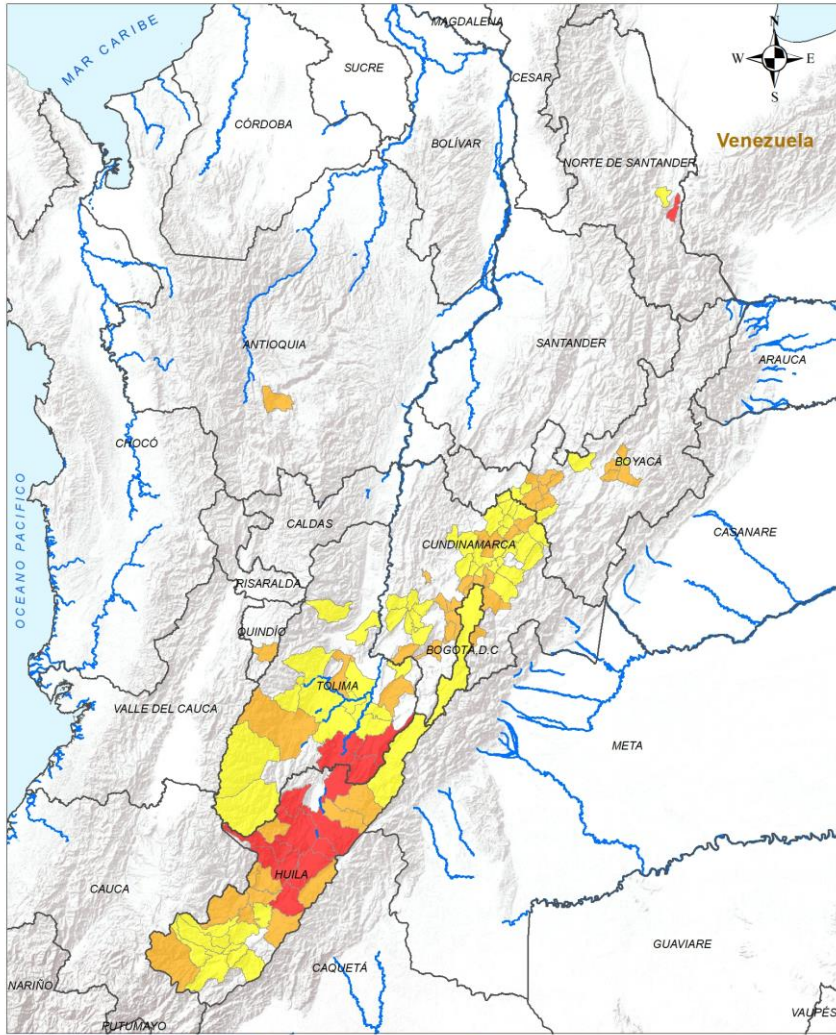 MAGDALENA
MAR CARIBE
SUCRE
CESAR
N
W E
S
CÓRDOBA
BOLÍVAR
Venezuela
NORTE DE SANTANDER
ANTIOQUIA
SANTANDER
ARAUCA
CHOCÓ
BOYACÁ
OCEANO PACIFICO
CALDAS
CUNDINAMARCA
CASANARE
RISARALDA
QUINDÍO
BOGOTÁ,D.C
TOLIMA
VALLE DEL CAUCA
META
HUILA
CAUCA
GUAVIARE
CAQUETÁ
NARIÑO
PUTUMAYO
VAUPÉS